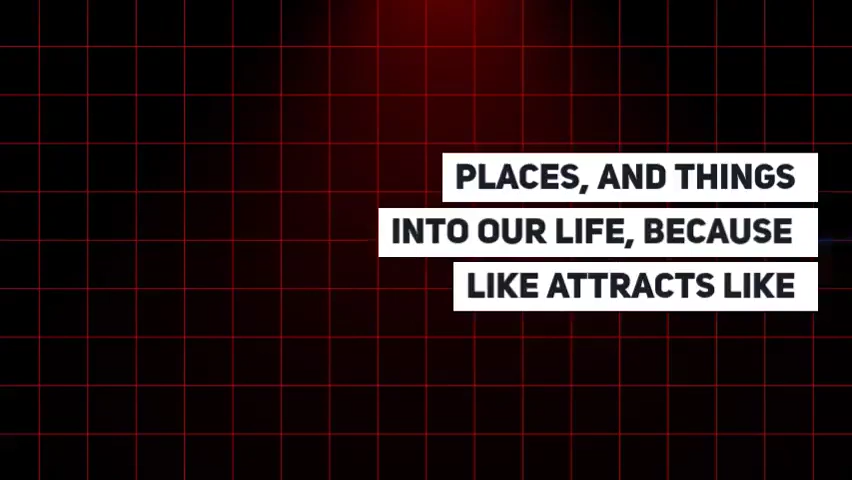 PLACES, AND THINGS
INTO OUR LIFE, BECAUSE
LIKE ATTRACTS LIKE